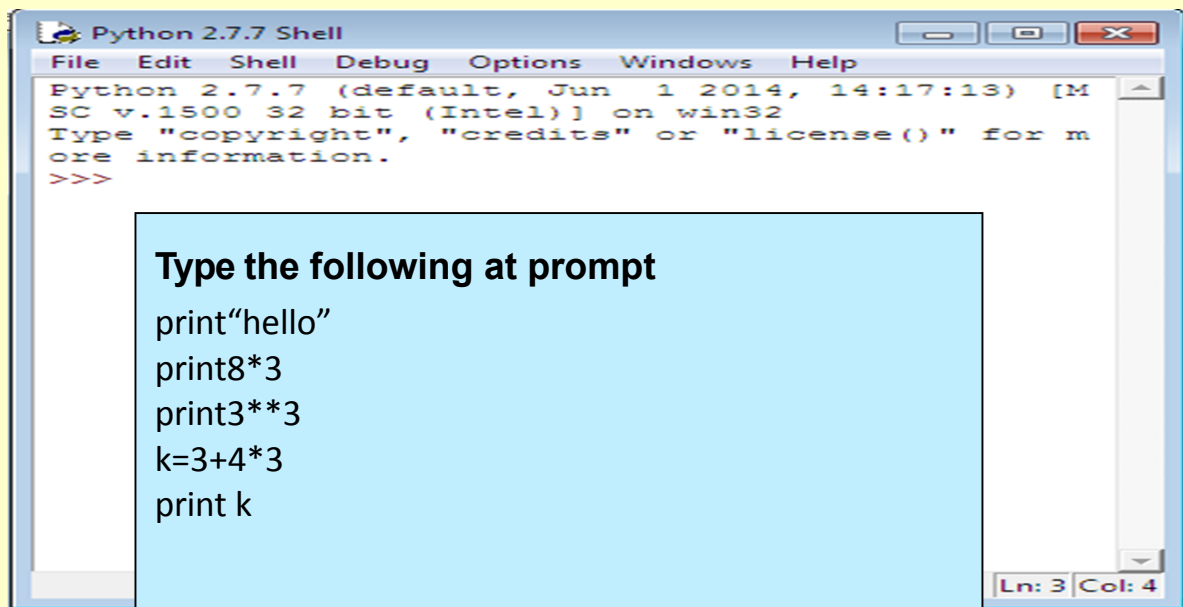 Python 2.7.7 Shell
File Edit Shell Debug Options Windows Help
Python 2.7.7 (default, Jun  1 2014, 14:17:13) [M
SC v.1500 32 bit (Intel)] on win32
Type "copyright", "credits" or "license()" for m
ore information.
>>>
Type the following at prompt
print“hello”
print8*3
print3**3
k=3+4*3
print k
Ln: 3 Col: 4